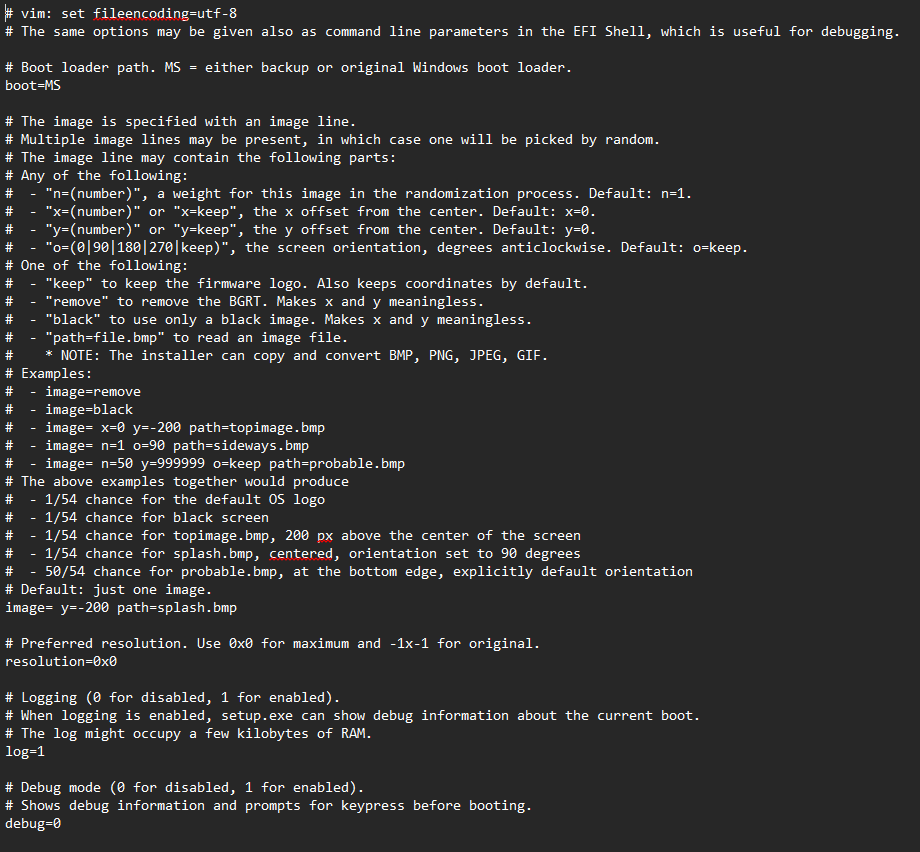 # vim: set fileencoding=utf-8
# The same options may be given also as command line parameters in the EFI Shell, which is useful for debugging.

# Boot loader path. MS = either backup or original Windows boot loader.
boot=MS

# The image is specified with an image line.
# Multiple image lines may be present, in which case one will be picked by random.
# The image line may contain the following parts:
# Any of the following:
#  - "n=(number)", a weight for this image in the randomization process. Default: n=1.
#  - "x=(number)" or "x=keep", the x offset from the center. Default: x=0.
#  - "y=(number)" or "y=keep", the y offset from the center. Default: y=0.
#  - "o=(0|90|180|270|keep)", the screen orientation, degrees anticlockwise. Default: o=keep.
# One of the following:
#  - "keep" to keep the firmware logo. Also keeps coordinates by default.
#  - "remove" to remove the BGRT. Makes x and y meaningless.
#  - "black" to use only a black image. Makes x and y meaningless.
#  - "path=file.bmp" to read an image file.
#    * NOTE: The installer can copy and convert BMP, PNG, JPEG, GIF.
# Examples:
#  - image=remove
#  - image=black
#  - image= x=0 y=-200 path=topimage.bmp
#  - image= n=1 o=90 path=sideways.bmp
#  - image= n=50 y=999999 o=keep path=probable.bmp
# The above examples together would produce
#  - 1/54 chance for the default OS logo
#  - 1/54 chance for black screen
#  - 1/54 chance for topimage.bmp, 200 px above the center of the screen
#  - 1/54 chance for splash.bmp, centered, orientation set to 90 degrees
#  - 50/54 chance for probable.bmp, at the bottom edge, explicitly default orientation
# Default: just one image.
image= y=-200 path=splash.bmp

# Preferred resolution. Use 0x0 for maximum and -1x-1 for original.
resolution=0x0

# Logging (0 for disabled, 1 for enabled).
# When logging is enabled, setup.exe can show debug information about the current boot.
# The log might occupy a few kilobytes of RAM.
log=1

# Debug mode (0 for disabled, 1 for enabled).
# Shows debug information and prompts for keypress before booting.
debug=0